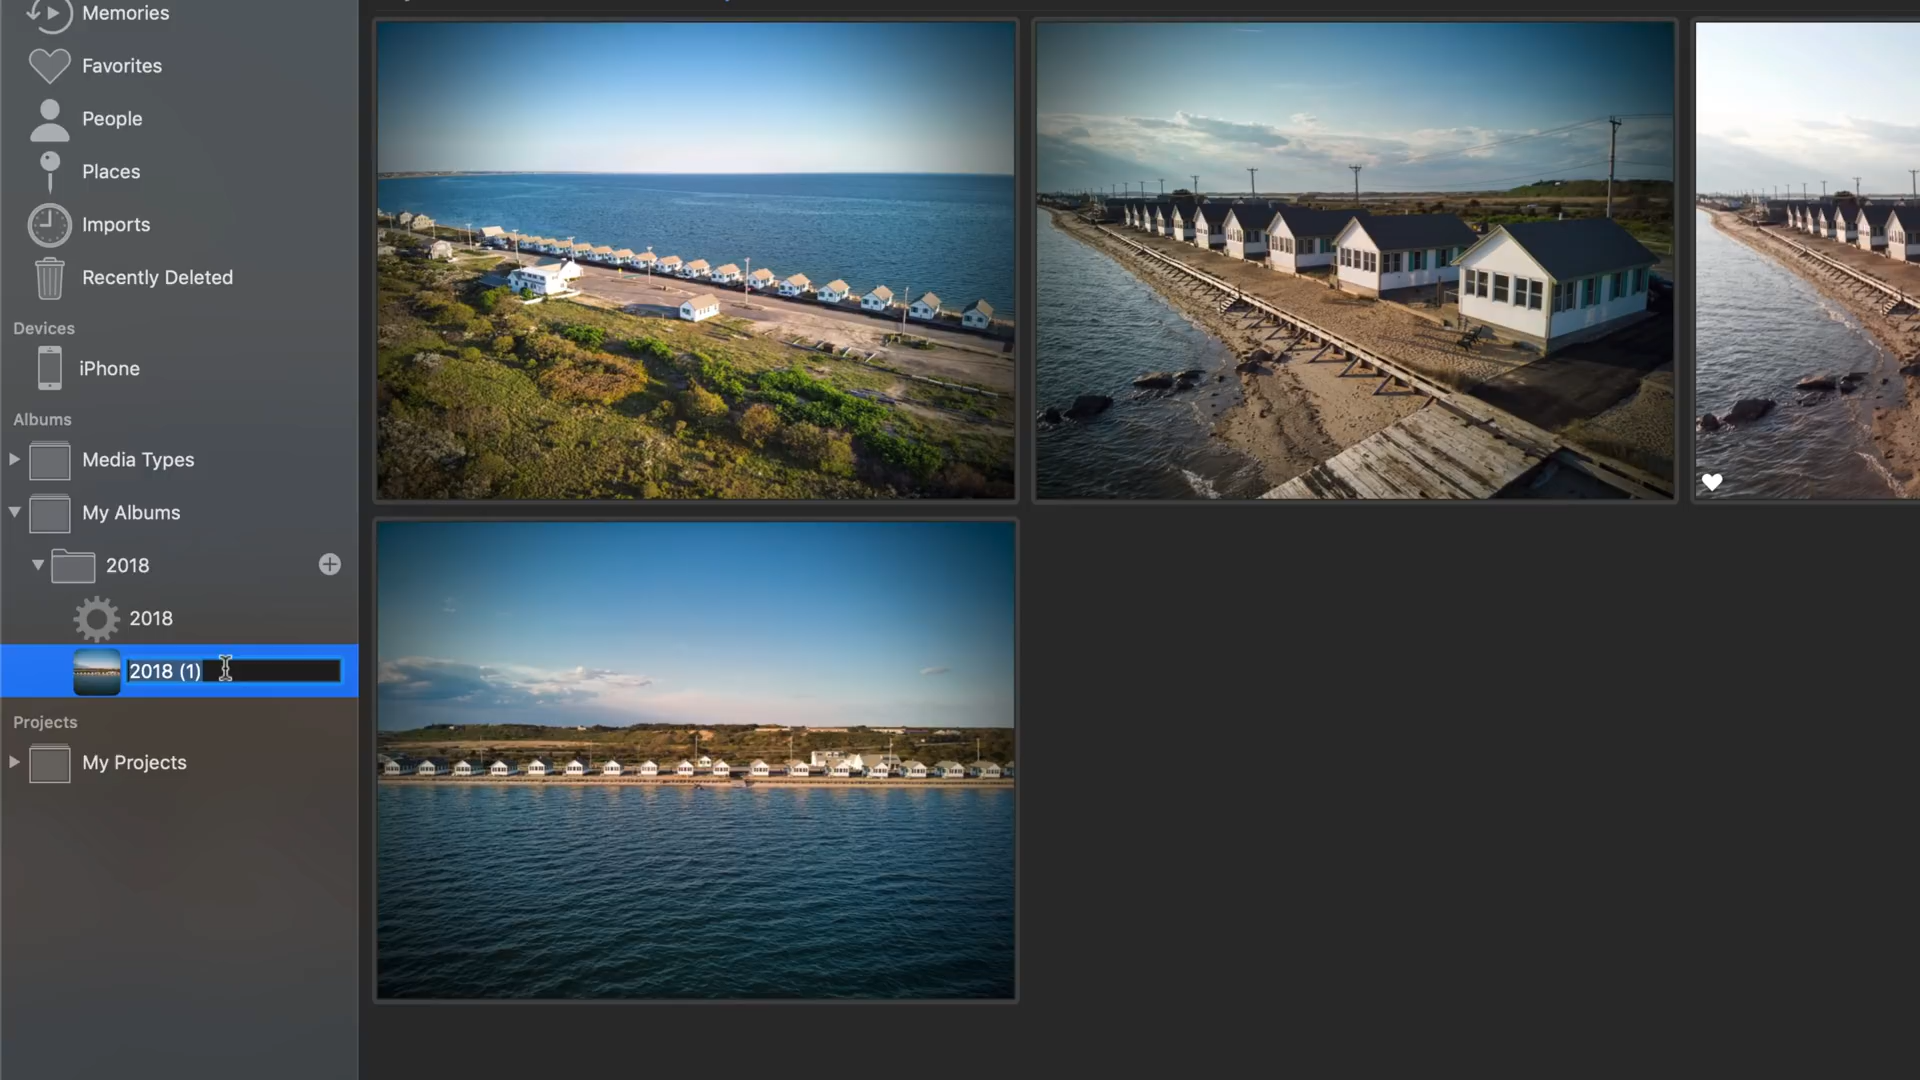 Memories
Favorites
People
Places
Imports
Recently Deleted
Devices
iPhone
Albums
Media Types
My Albums
2018
2018
2018 (1)
Projects
My Projects